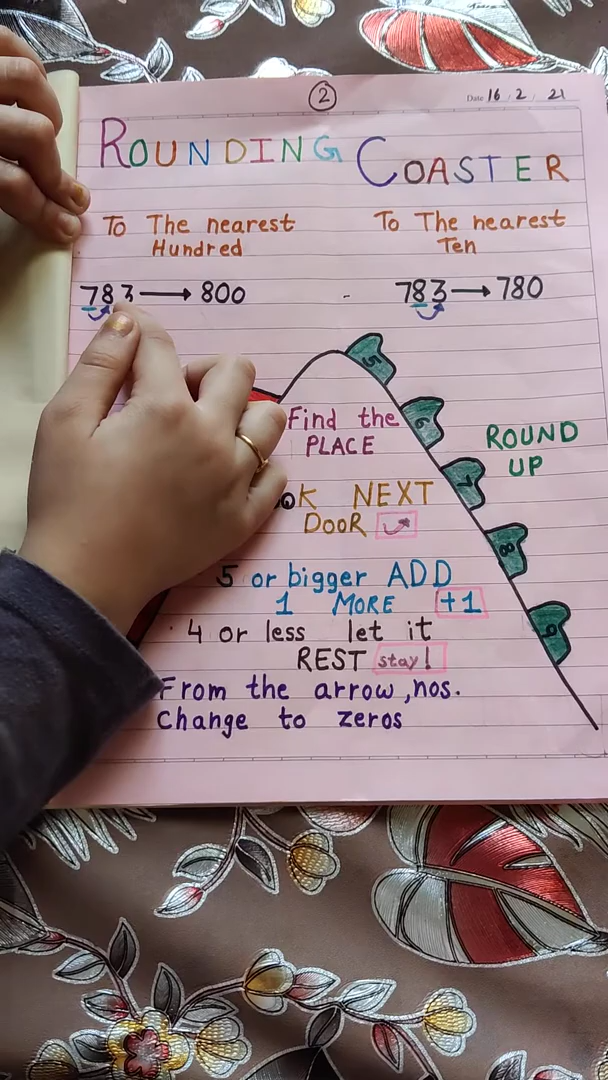 2
Date 16 / 2 / 21
ROUNDING COASTER
To The nearest Hundred
To The nearest Ten
783 → 800
783 → 780
5
6
7
8
9
ROUND UP
Find the
PLACE
NEXT
DOOR
5 or bigger ADD
1 MORE +1
4 or less let it
REST stay!
From the arrow, nos.
Change to zeros